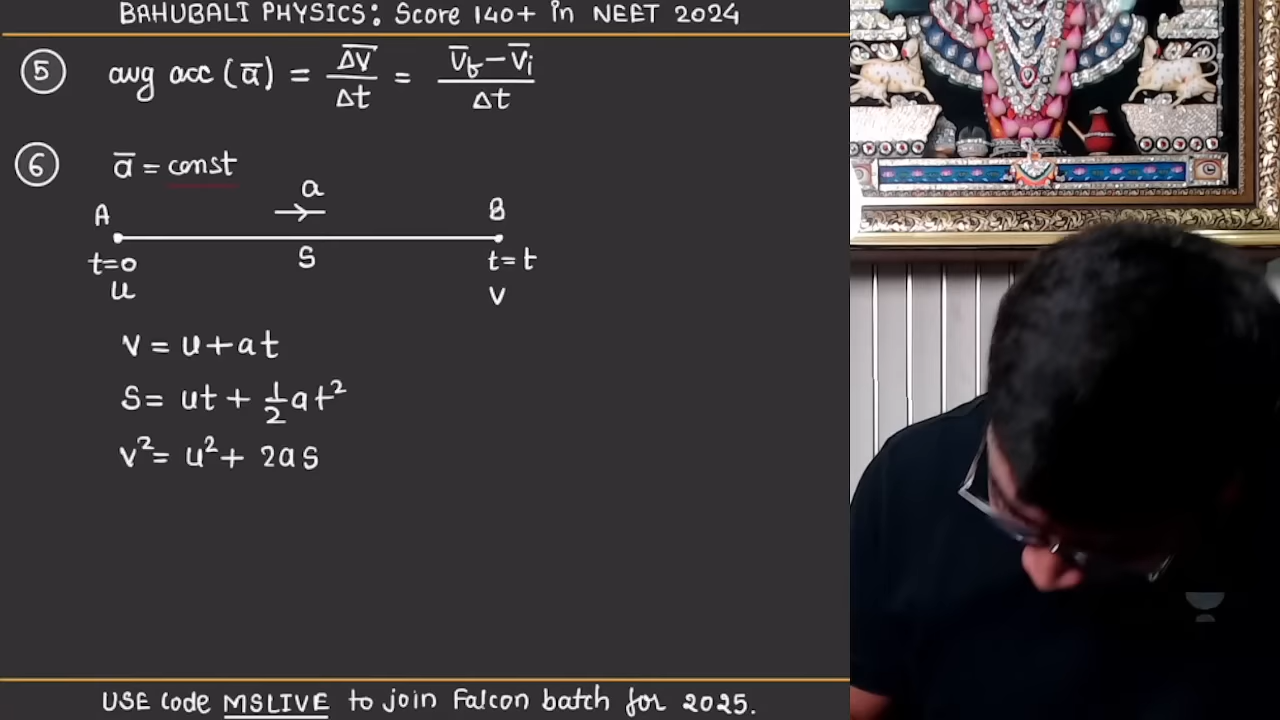 BAHUBALI PHYSICS: Score 140+ in NEET 2024
⑤ avg acc (a̅) = Δv̅/Δt = (v̅f − v̅i)/Δt
⑥ a̅ = const
a
A B
t=0 S t=t
u v
v = u + at
S = ut + ½at²
v² = u² + 2aS
USE Code MSLIVE to join Falcon batch for 2025.